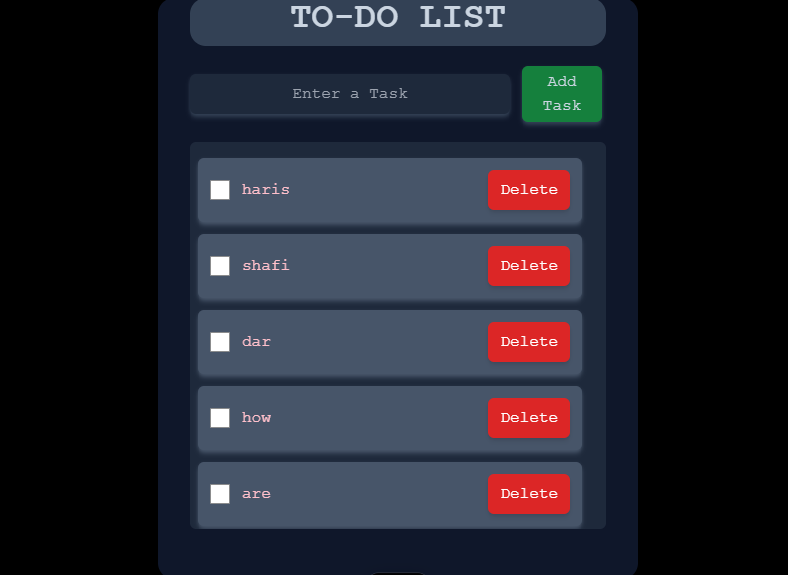 TO-DO LIST
Enter a Task
Add
Task
haris
Delete
shafi
Delete
dar
Delete
how
Delete
are
Delete